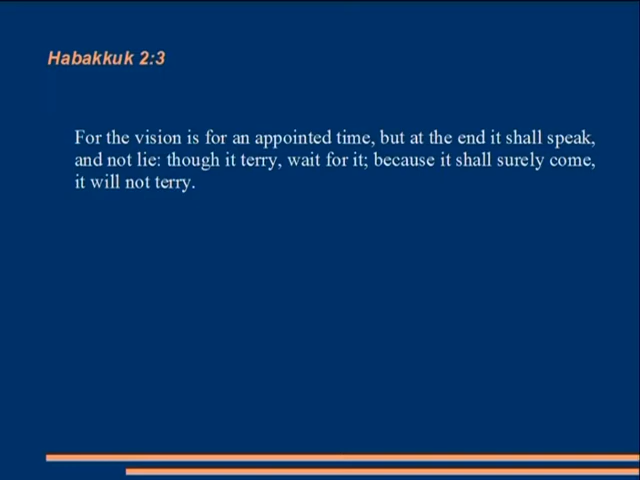 Habakkuk 2:3
For the vision is for an appointed time, but at the end it shall speak,
and not lie: though it terry, wait for it; because it shall surely come,
it will not terry.